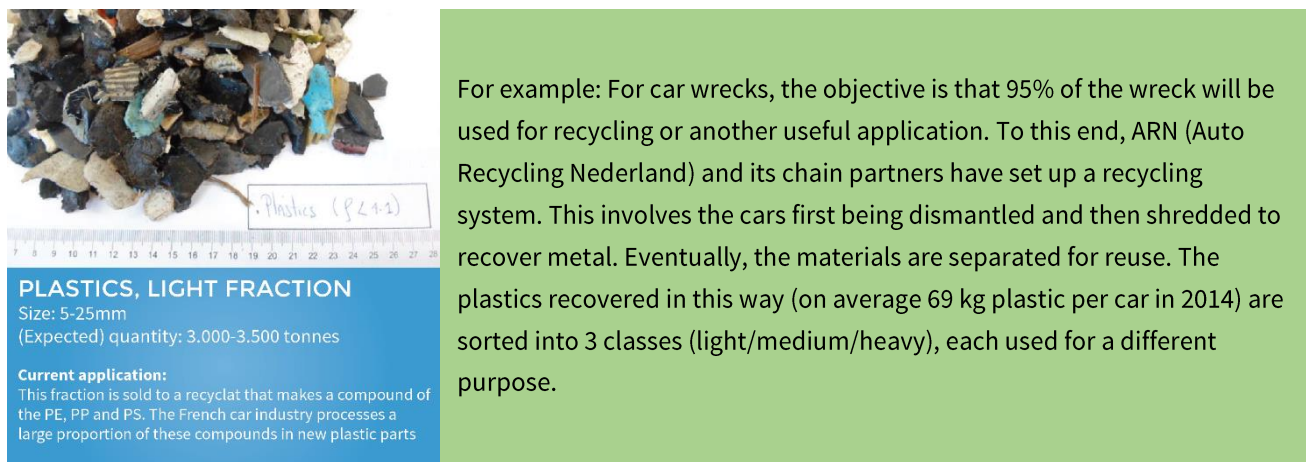 . Plastics (ρ < 1.1)
7 8 9 10 11 12 13 14 15 16 17 18 19 20 21 22 23 24 25 26 27 28
PLASTICS, LIGHT FRACTION
Size: 5-25mm
(Expected) quantity: 3.000-3.500 tonnes
Current application:
This fraction is sold to a recyclat that makes a compound of
the PE, PP and PS. The French car industry processes a
large proportion of these compounds in new plastic parts
For example: For car wrecks, the objective is that 95% of the wreck will be
used for recycling or another useful application. To this end, ARN (Auto
Recycling Nederland) and its chain partners have set up a recycling
system. This involves the cars first being dismantled and then shredded to
recover metal. Eventually, the materials are separated for reuse. The
plastics recovered in this way (on average 69 kg plastic per car in 2014) are
sorted into 3 classes (light/medium/heavy), each used for a different
purpose.